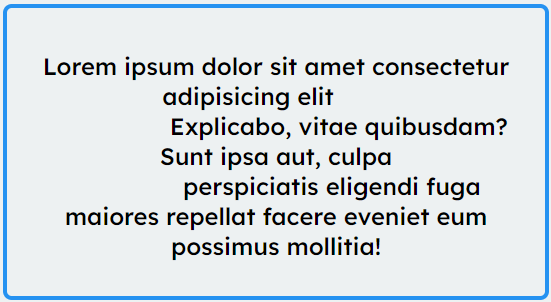 Lorem ipsum dolor sit amet consectetur
adipisicing elit
Explicabo, vitae quibusdam?
Sunt ipsa aut, culpa
perspiciatis eligendi fuga
maiores repellat facere eveniet eum
possimus mollitia!